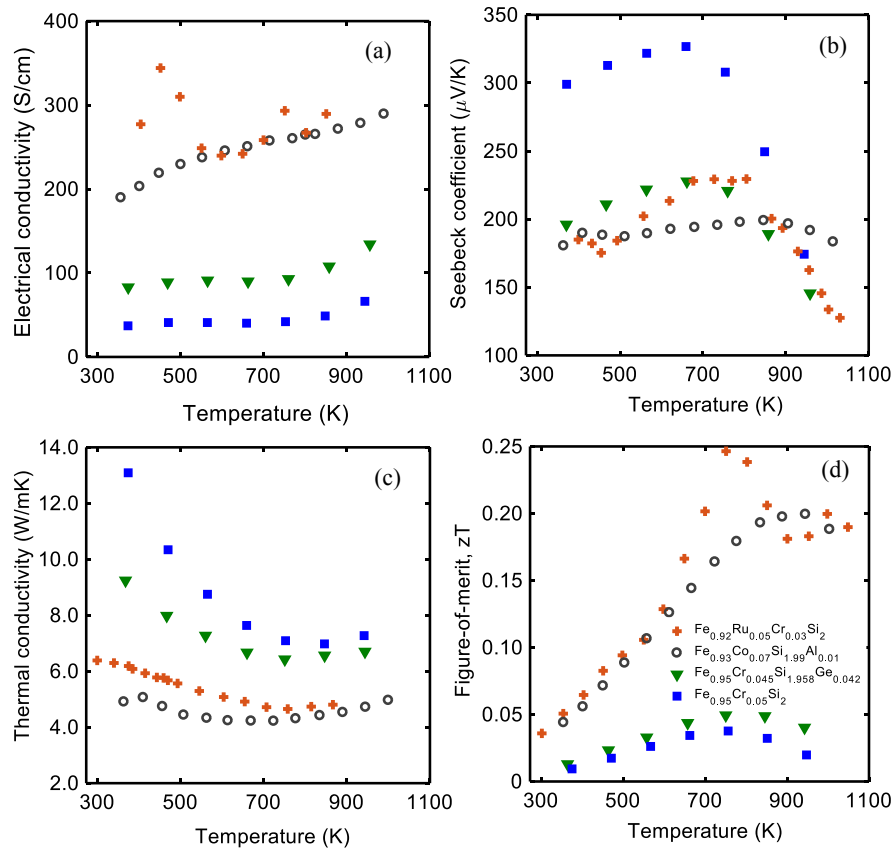 (a)
Electrical conductivity (S/cm)
400
300
200
100
0
300 500 700 900 1100
Temperature (K)
(b)
Seebeck coefficient (μV/K)
350
300
250
200
150
100
300 500 700 900 1100
Temperature (K)
(c)
Thermal conductivity (W/mK)
14.0
12.0
10.0
8.0
6.0
4.0
2.0
300 500 700 900 1100
Temperature (K)
(d)
Figure-of-merit, zT
0.25
0.20
0.15
0.10
0.05
0
300 500 700 900 1100
Temperature (K)
Fe0.92Ru0.05Cr0.03Si2
Fe0.93Co0.07Si1.99Al0.01
Fe0.95Cr0.045Si1.958Ge0.042
Fe0.95Cr0.05Si2